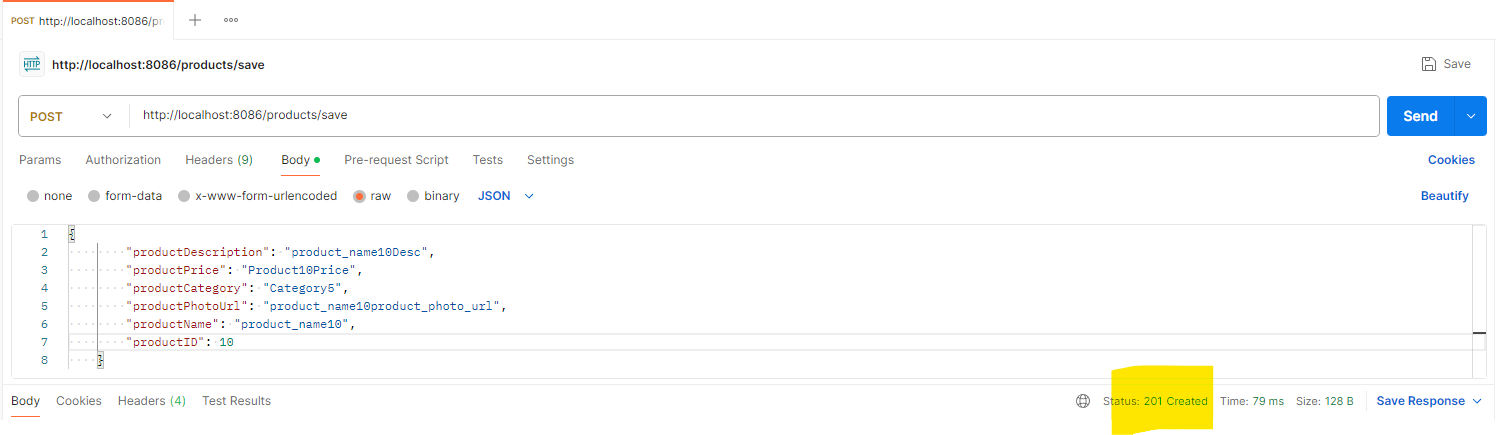 POST http://localhost:8086/pr
HTTP http://localhost:8086/products/save Save
POST http://localhost:8086/products/save Send
Params Authorization Headers (9) Body Pre-request Script Tests Settings Cookies
none form-data x-www-form-urlencoded raw binary JSON Beautify
1 {
2 "productDescription": "product_name10Desc",
3 "productPrice": "Product10Price",
4 "productCategory": "Category5",
5 "productPhotoUrl": "product_name10product_photo_url",
6 "productName": "product_name10",
7 "productID": 10
8 }
Body Cookies Headers (4) Test Results Status: 201 Created Time: 79 ms Size: 128 B Save Response